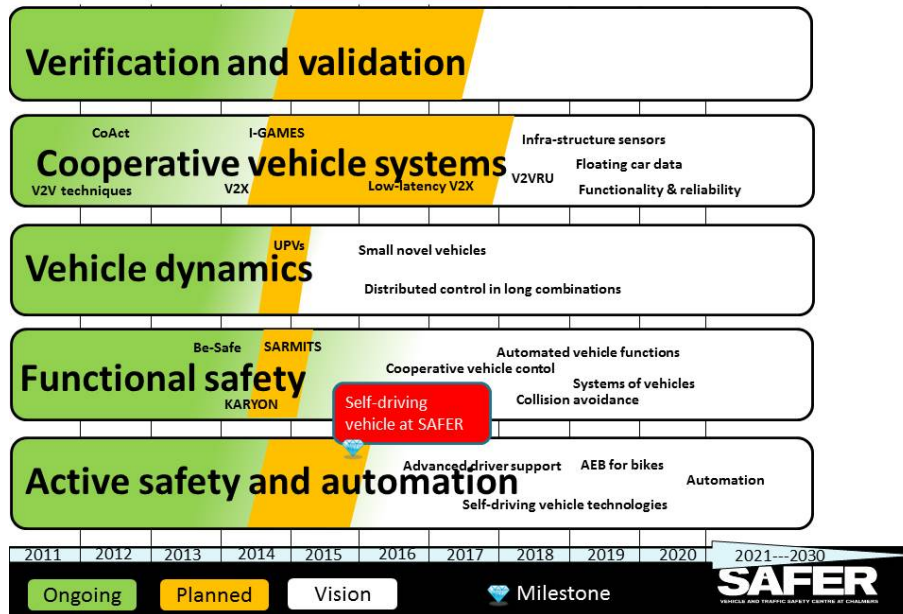 Verification and validation
CoAct
I-GAMES
Infra-structure sensors
Cooperative vehicle systems
Floating car data
V2V techniques
V2X
Low-latency V2X
V2VRU
Functionality & reliability
UPVs
Small novel vehicles
Vehicle dynamics
Distributed control in long combinations
Be-Safe
SARMITS
Automated vehicle functions
Functional safety
Cooperative vehicle contol
Systems of vehicles
KARYON
Collision avoidance
Self-driving
vehicle at SAFER
Active safety and automation
Advanced driver support
AEB for bikes
Automation
Self-driving vehicle technologies
2011 2012 2013 2014 2015 2016 2017 2018 2019 2020 2021---2030
Ongoing
Planned
Vision
Milestone
SAFER
VEHICLE AND TRAFFIC SAFETY CENTRE AT CHALMERS